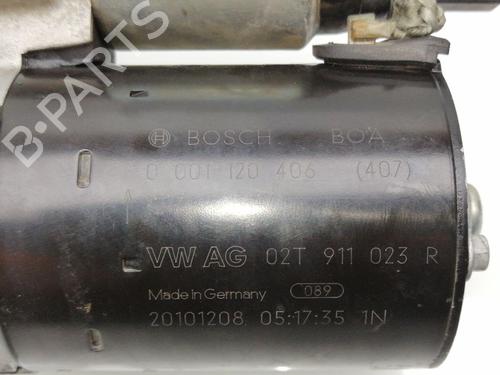 B-PARTS
BOSCH BOA
0 001 120 406 (407)
VW AG 02T 911 023 R
Made in Germany 089
20101208 05:17:35 1N